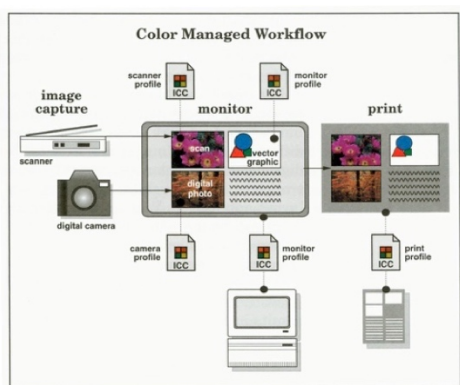 Color Managed Workflow
scanner
profile
ICC
monitor
profile
ICC
image
capture
monitor
print
scanner
scan
vector
graphic
digital
photo
digital camera
camera
profile
ICC
monitor
profile
ICC
print
profile
ICC